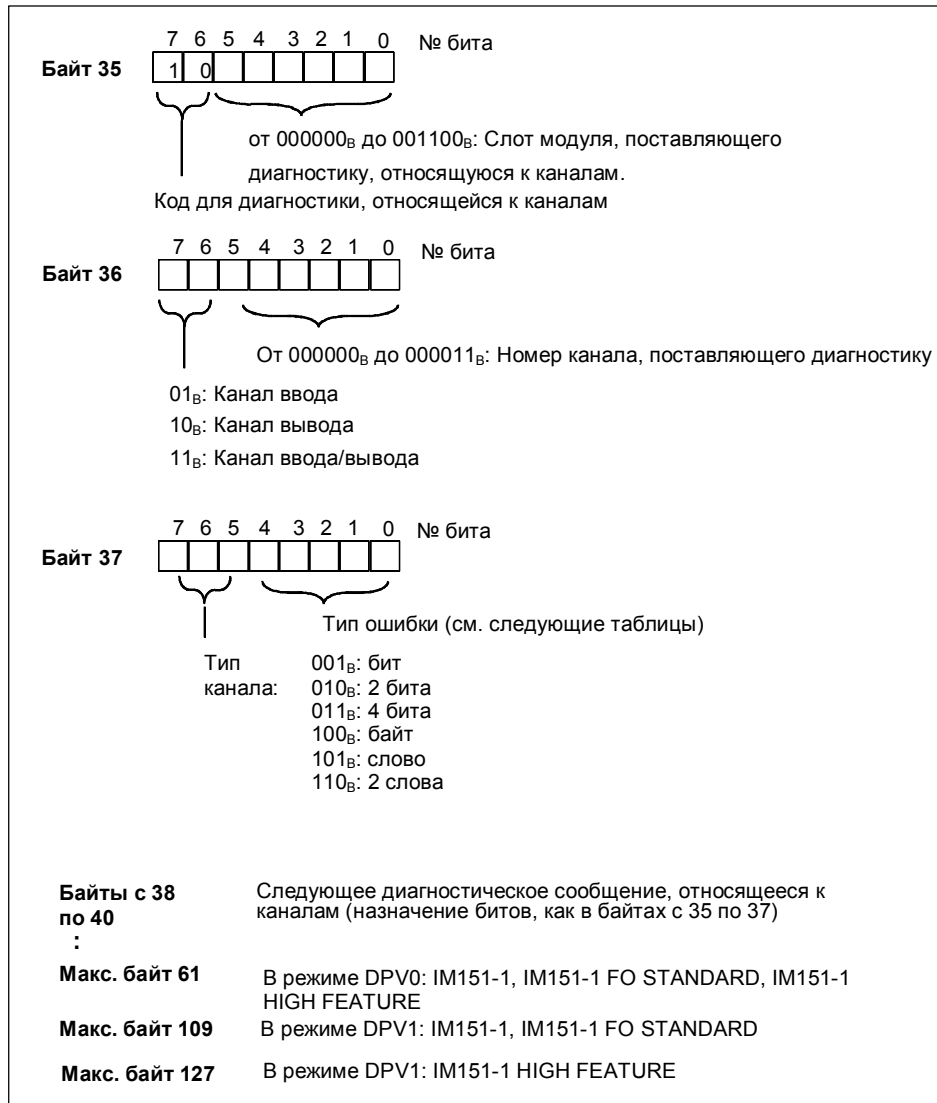 7 6 5 4 3 2 1 0 № бита
Байт 35 1 0
от 000000B до 001100B: Слот модуля, поставляющего
диагностику, относящуюся к каналам.
Код для диагностики, относящейся к каналам
7 6 5 4 3 2 1 0 № бита
Байт 36
От 000000B до 000011B: Номер канала, поставляющего диагностику
01B: Канал ввода
10B: Канал вывода
11B: Канал ввода/вывода
7 6 5 4 3 2 1 0 № бита
Байт 37
Тип ошибки (см. следующие таблицы)
Тип 001B: бит
канала: 010B: 2 бита
011B: 4 бита
100B: байт
101B: слово
110B: 2 слова
Байты с 38 Следующее диагностическое сообщение, относящееся к
по 40 каналам (назначение битов, как в байтах с 35 по 37)
:
Макс. байт 61 В режиме DPV0: IM151-1, IM151-1 FO STANDARD, IM151-1
HIGH FEATURE
Макс. байт 109 В режиме DPV1: IM151-1, IM151-1 FO STANDARD
Макс. байт 127 В режиме DPV1: IM151-1 HIGH FEATURE